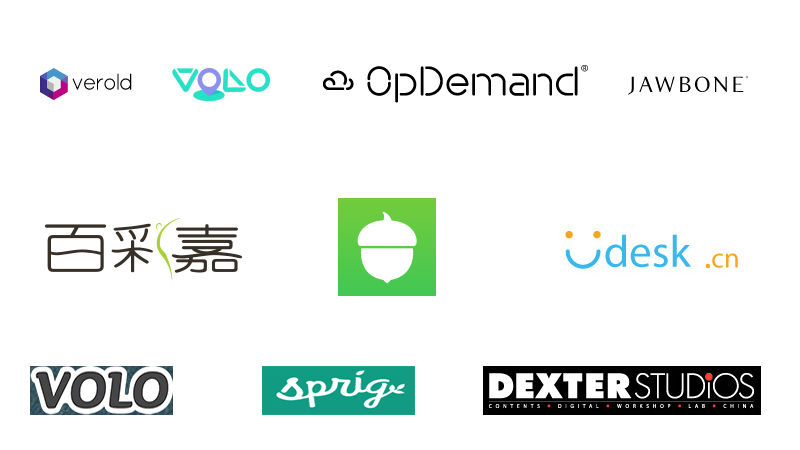 verold
VOLO
OpDemand®
JAWBONE
百彩嘉
Udesk.cn
VOLO
sprig
DEXTER STUDiOS
CONTENTS • DIGITAL • WORKSHOP • LAB • CHINA